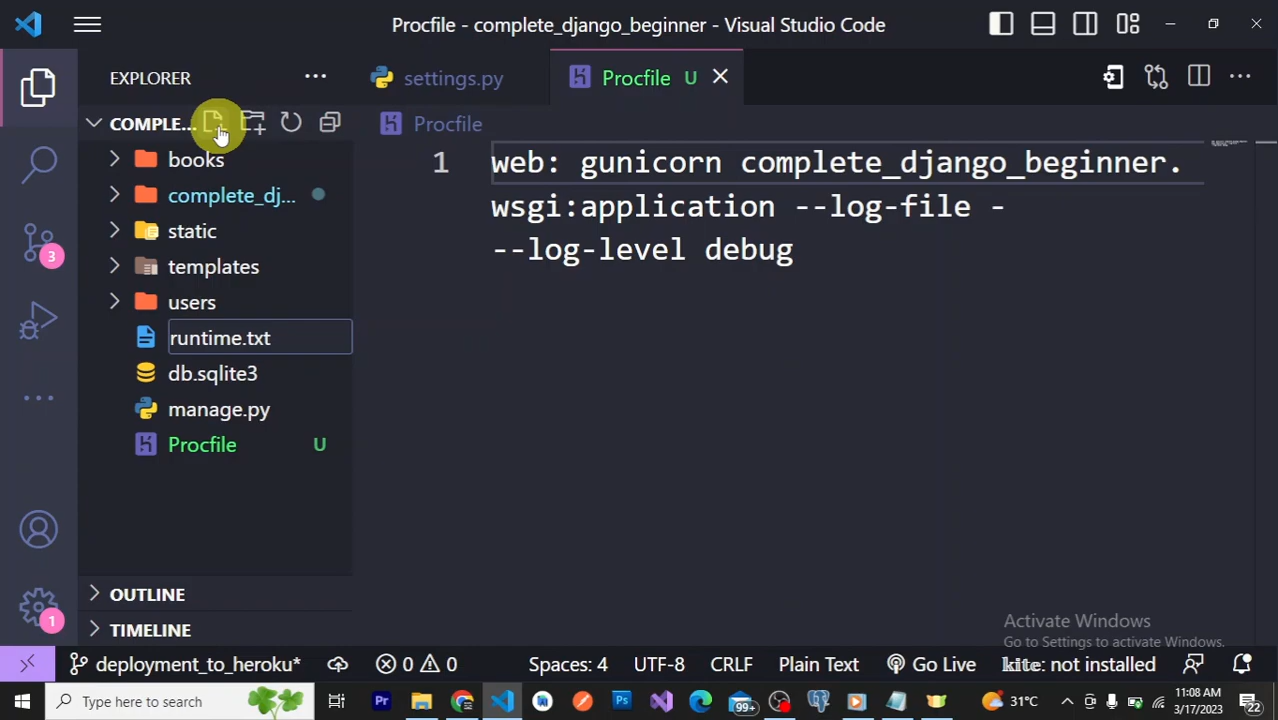 Procfile - complete_django_beginner - Visual Studio Code
EXPLORER
settings.py
Procfile U
COMPLE...
Procfile
books
complete_dj...
static
templates
users
runtime.txt
db.sqlite3
manage.py
Procfile U
1 web: gunicorn complete_django_beginner.
wsgi:application --log-file -
--log-level debug
3
1
OUTLINE
TIMELINE
Activate Windows
Go to Settings to activate Windows.
deployment_to_heroku* 0 0 Spaces: 4 UTF-8 CRLF Plain Text Go Live kite: not installed
Type here to search
Pr
Ps
99+
31°C
11:08 AM
3/17/2023
22